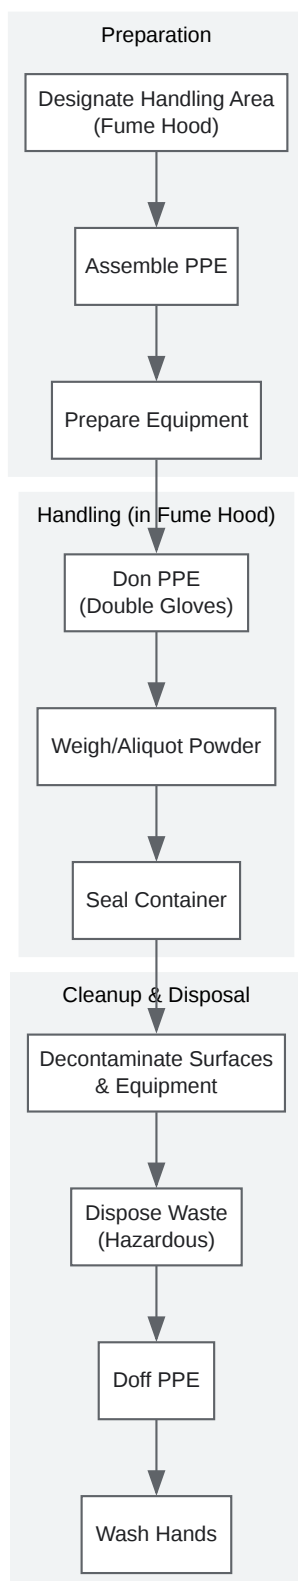 Preparation
Designate Handling Area
(Fume Hood)
Assemble PPE
Prepare Equipment
Handling (in Fume Hood)
Don PPE
(Double Gloves)
Weigh/Aliquot Powder
Seal Container
Cleanup & Disposal
Decontaminate Surfaces
& Equipment
Dispose Waste
(Hazardous)
Doff PPE
Wash Hands